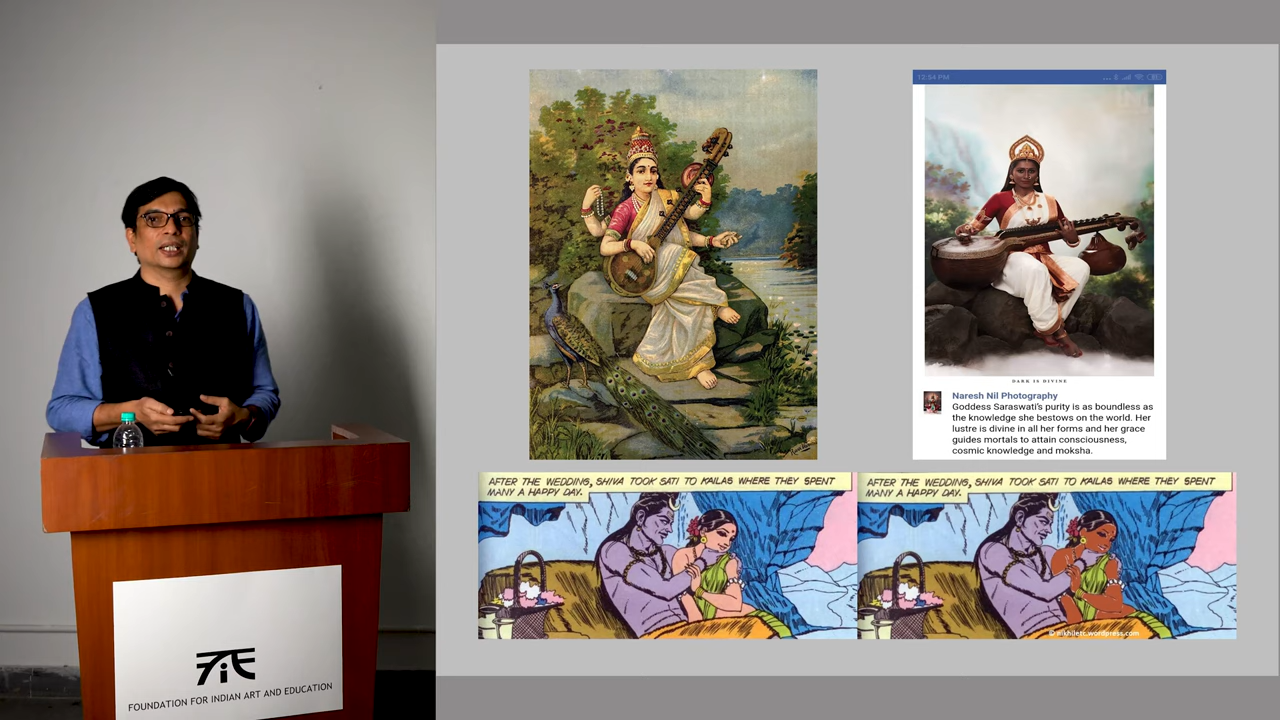 12:54 PM
DARK IS DIVINE
Naresh Nil Photography
Goddess Saraswati's purity is as boundless as
the knowledge she bestows on the world. Her
lustre is divine in all her forms and her grace
guides mortals to attain consciousness,
cosmic knowledge and moksha.
AFTER THE WEDDING, SHIVA TOOK SATI TO KAILAS WHERE THEY SPENT
MANY A HAPPY DAY.
AFTER THE WEDDING, SHIVA TOOK SATI TO KAILAS WHERE THEY SPENT
MANY A HAPPY DAY.
© nikhiletc.wordpress.com
FIE
FOUNDATION FOR INDIAN ART AND EDUCATION